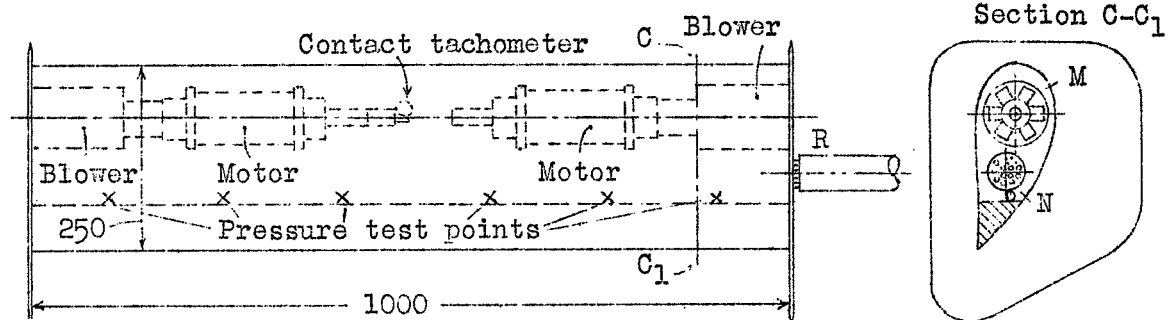 Section C-C1
Contact tachometer
C
Blower
M
R
Blower
Motor
Motor
N
250
Pressure test points
C1
1000